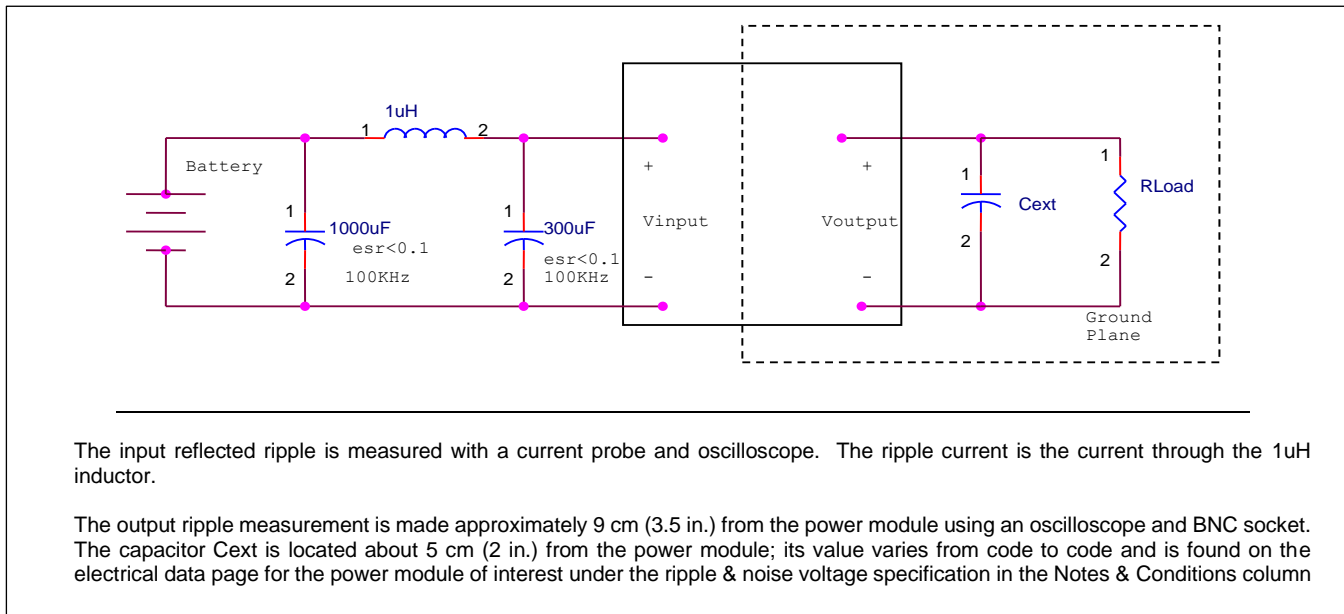 1uH
1 2
Battery
+ +
1 1 1 1
RLoad
1000uF 300uF Vinput Voutput Cext
esr<0.1 esr<0.1
100KHz 100KHz
2 2 2 2
- -
Ground
Plane
The input reflected ripple is measured with a current probe and oscilloscope. The ripple current is the current through the 1uH
inductor.
The output ripple measurement is made approximately 9 cm (3.5 in.) from the power module using an oscilloscope and BNC socket.
The capacitor Cext is located about 5 cm (2 in.) from the power module; its value varies from code to code and is found on the
electrical data page for the power module of interest under the ripple & noise voltage specification in the Notes & Conditions column